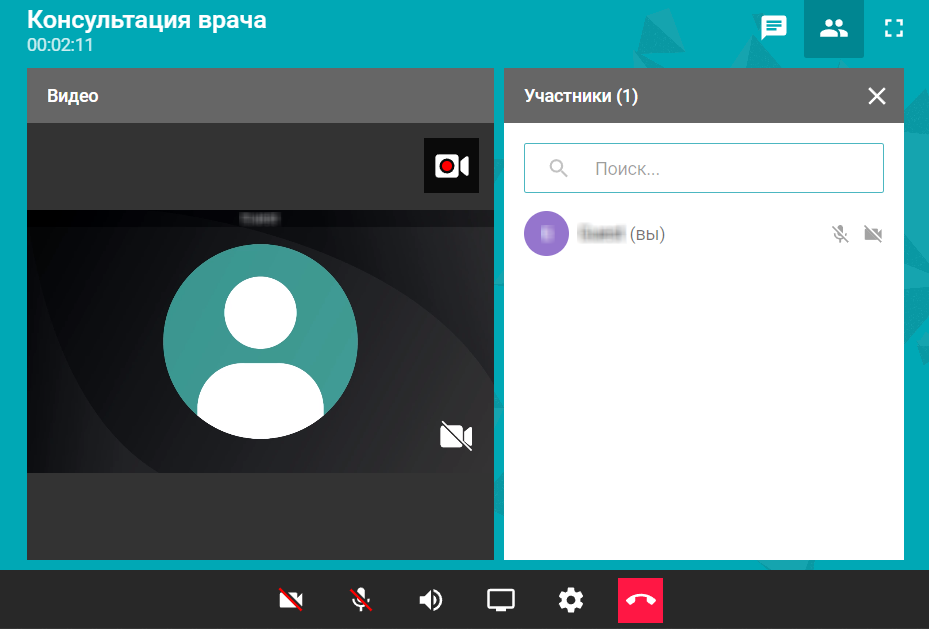 Консультация врача
00:02:11
Видео
Участники (1)
Поиск...
(вы)